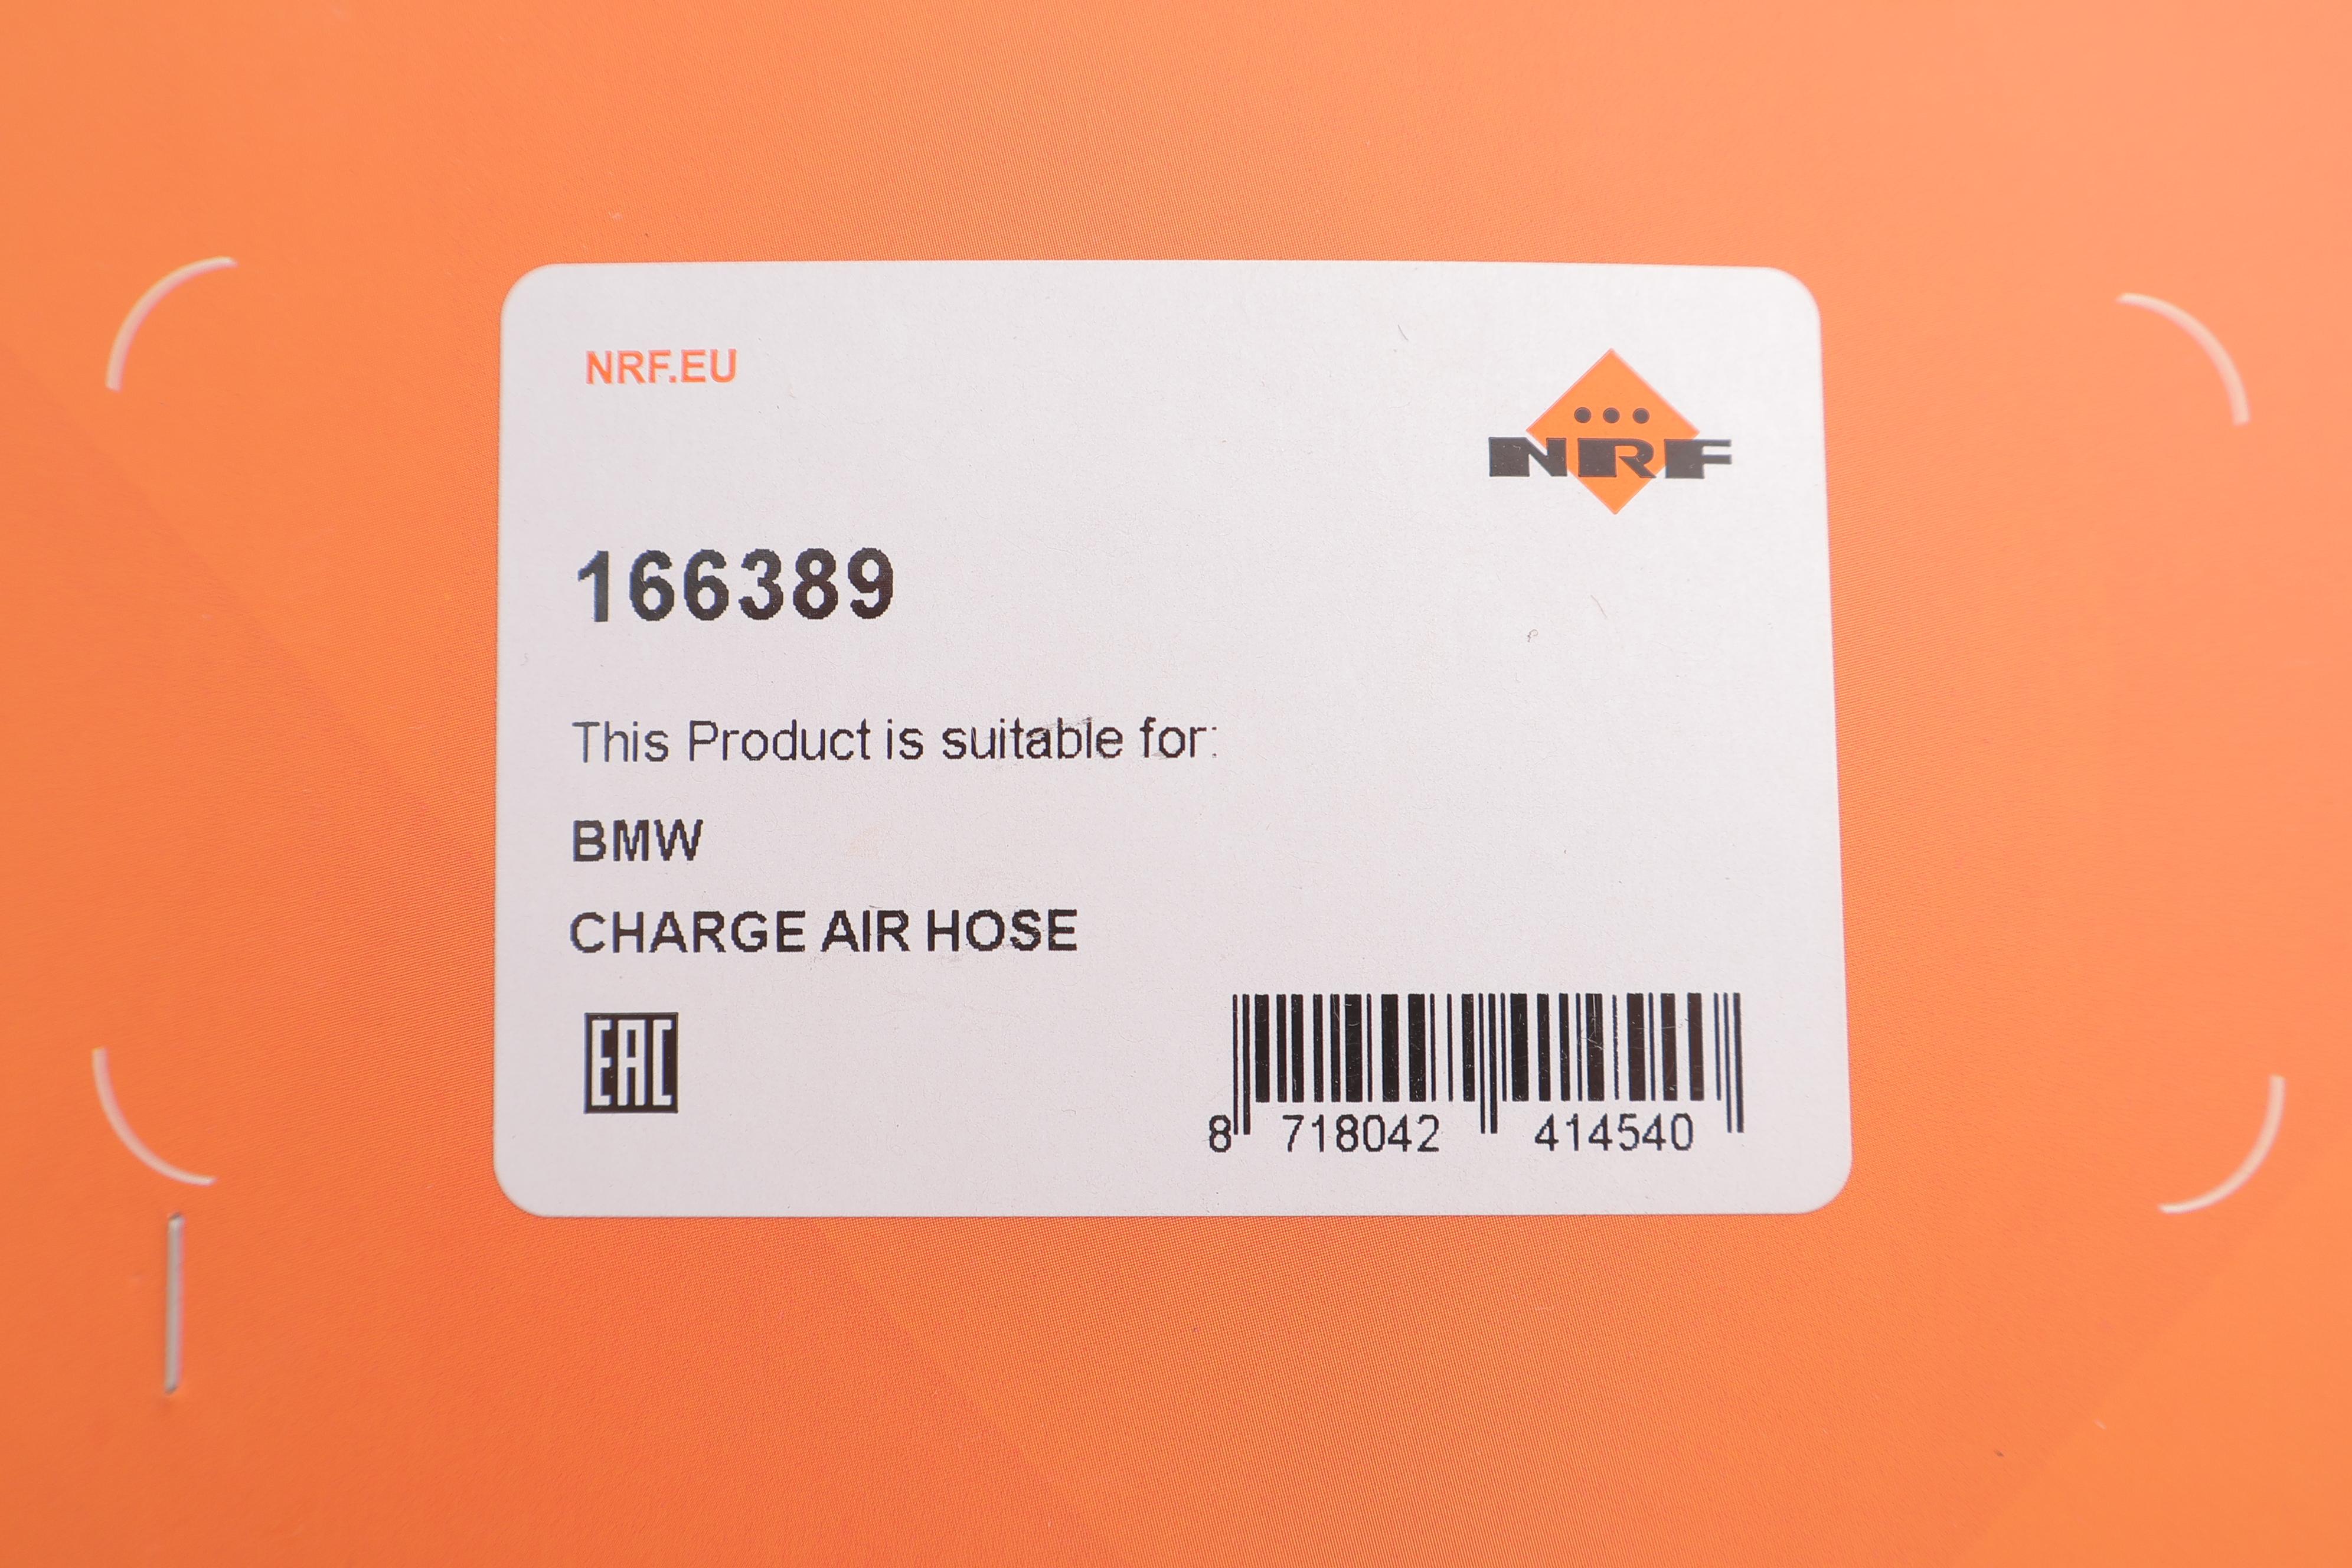 NRF.EU
NRF
166389
This Product is suitable for:
BMW
CHARGE AIR HOSE
EAC
8 718042 414540